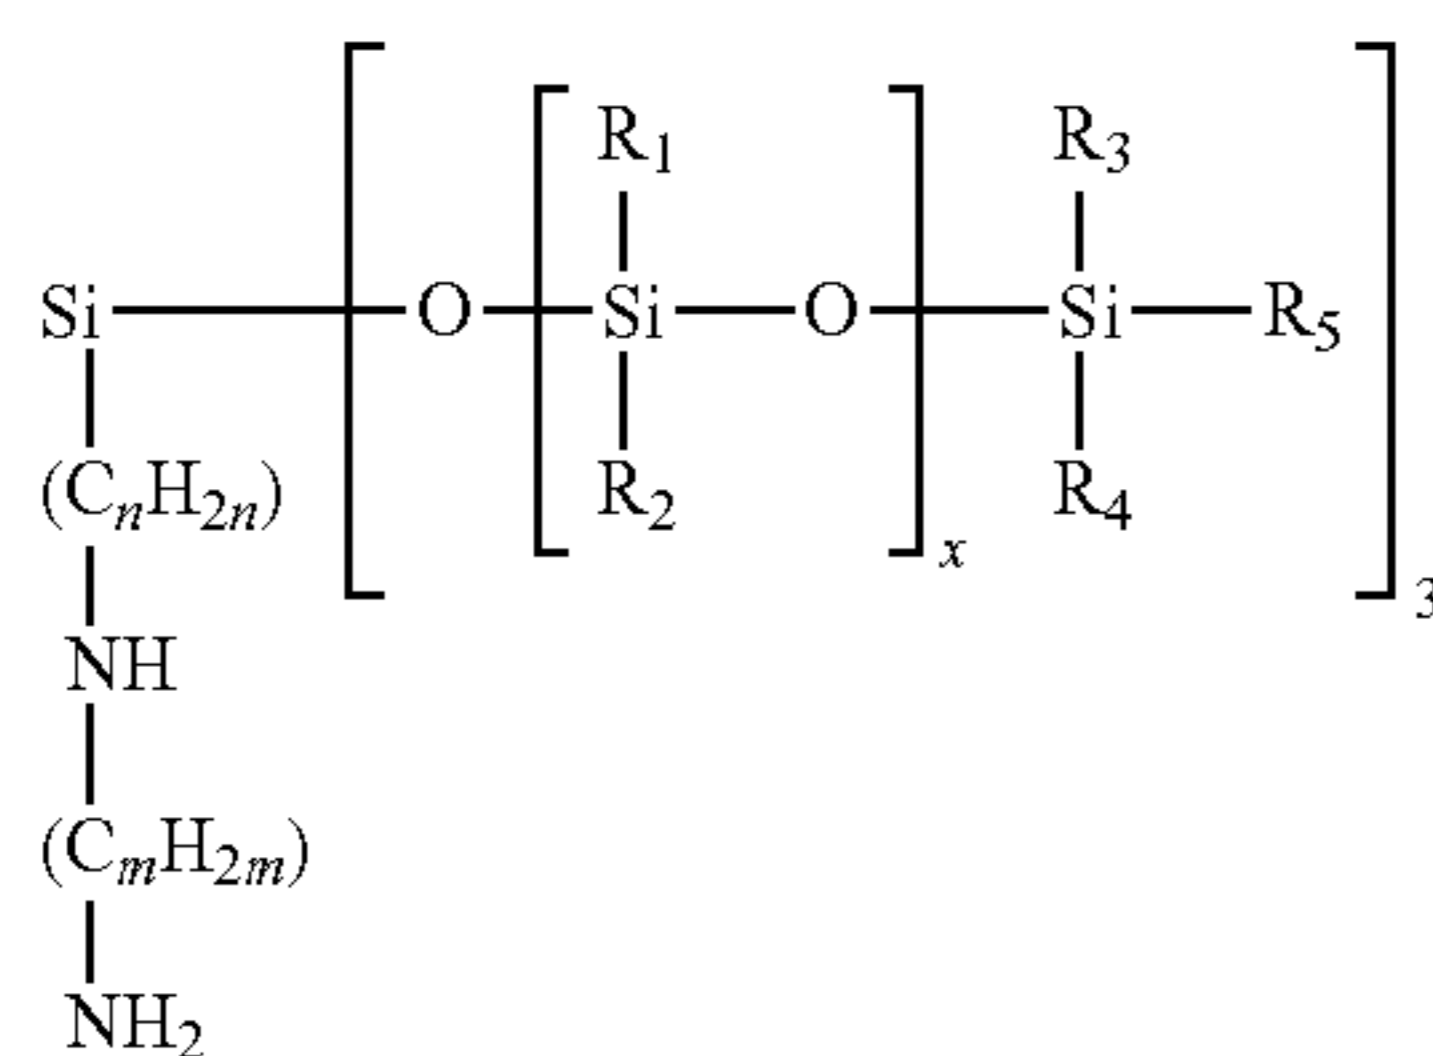 R1 R3
Si O Si O Si R5
(CnH2n) R2 R4
x
3
NH
(CmH2m)
NH2